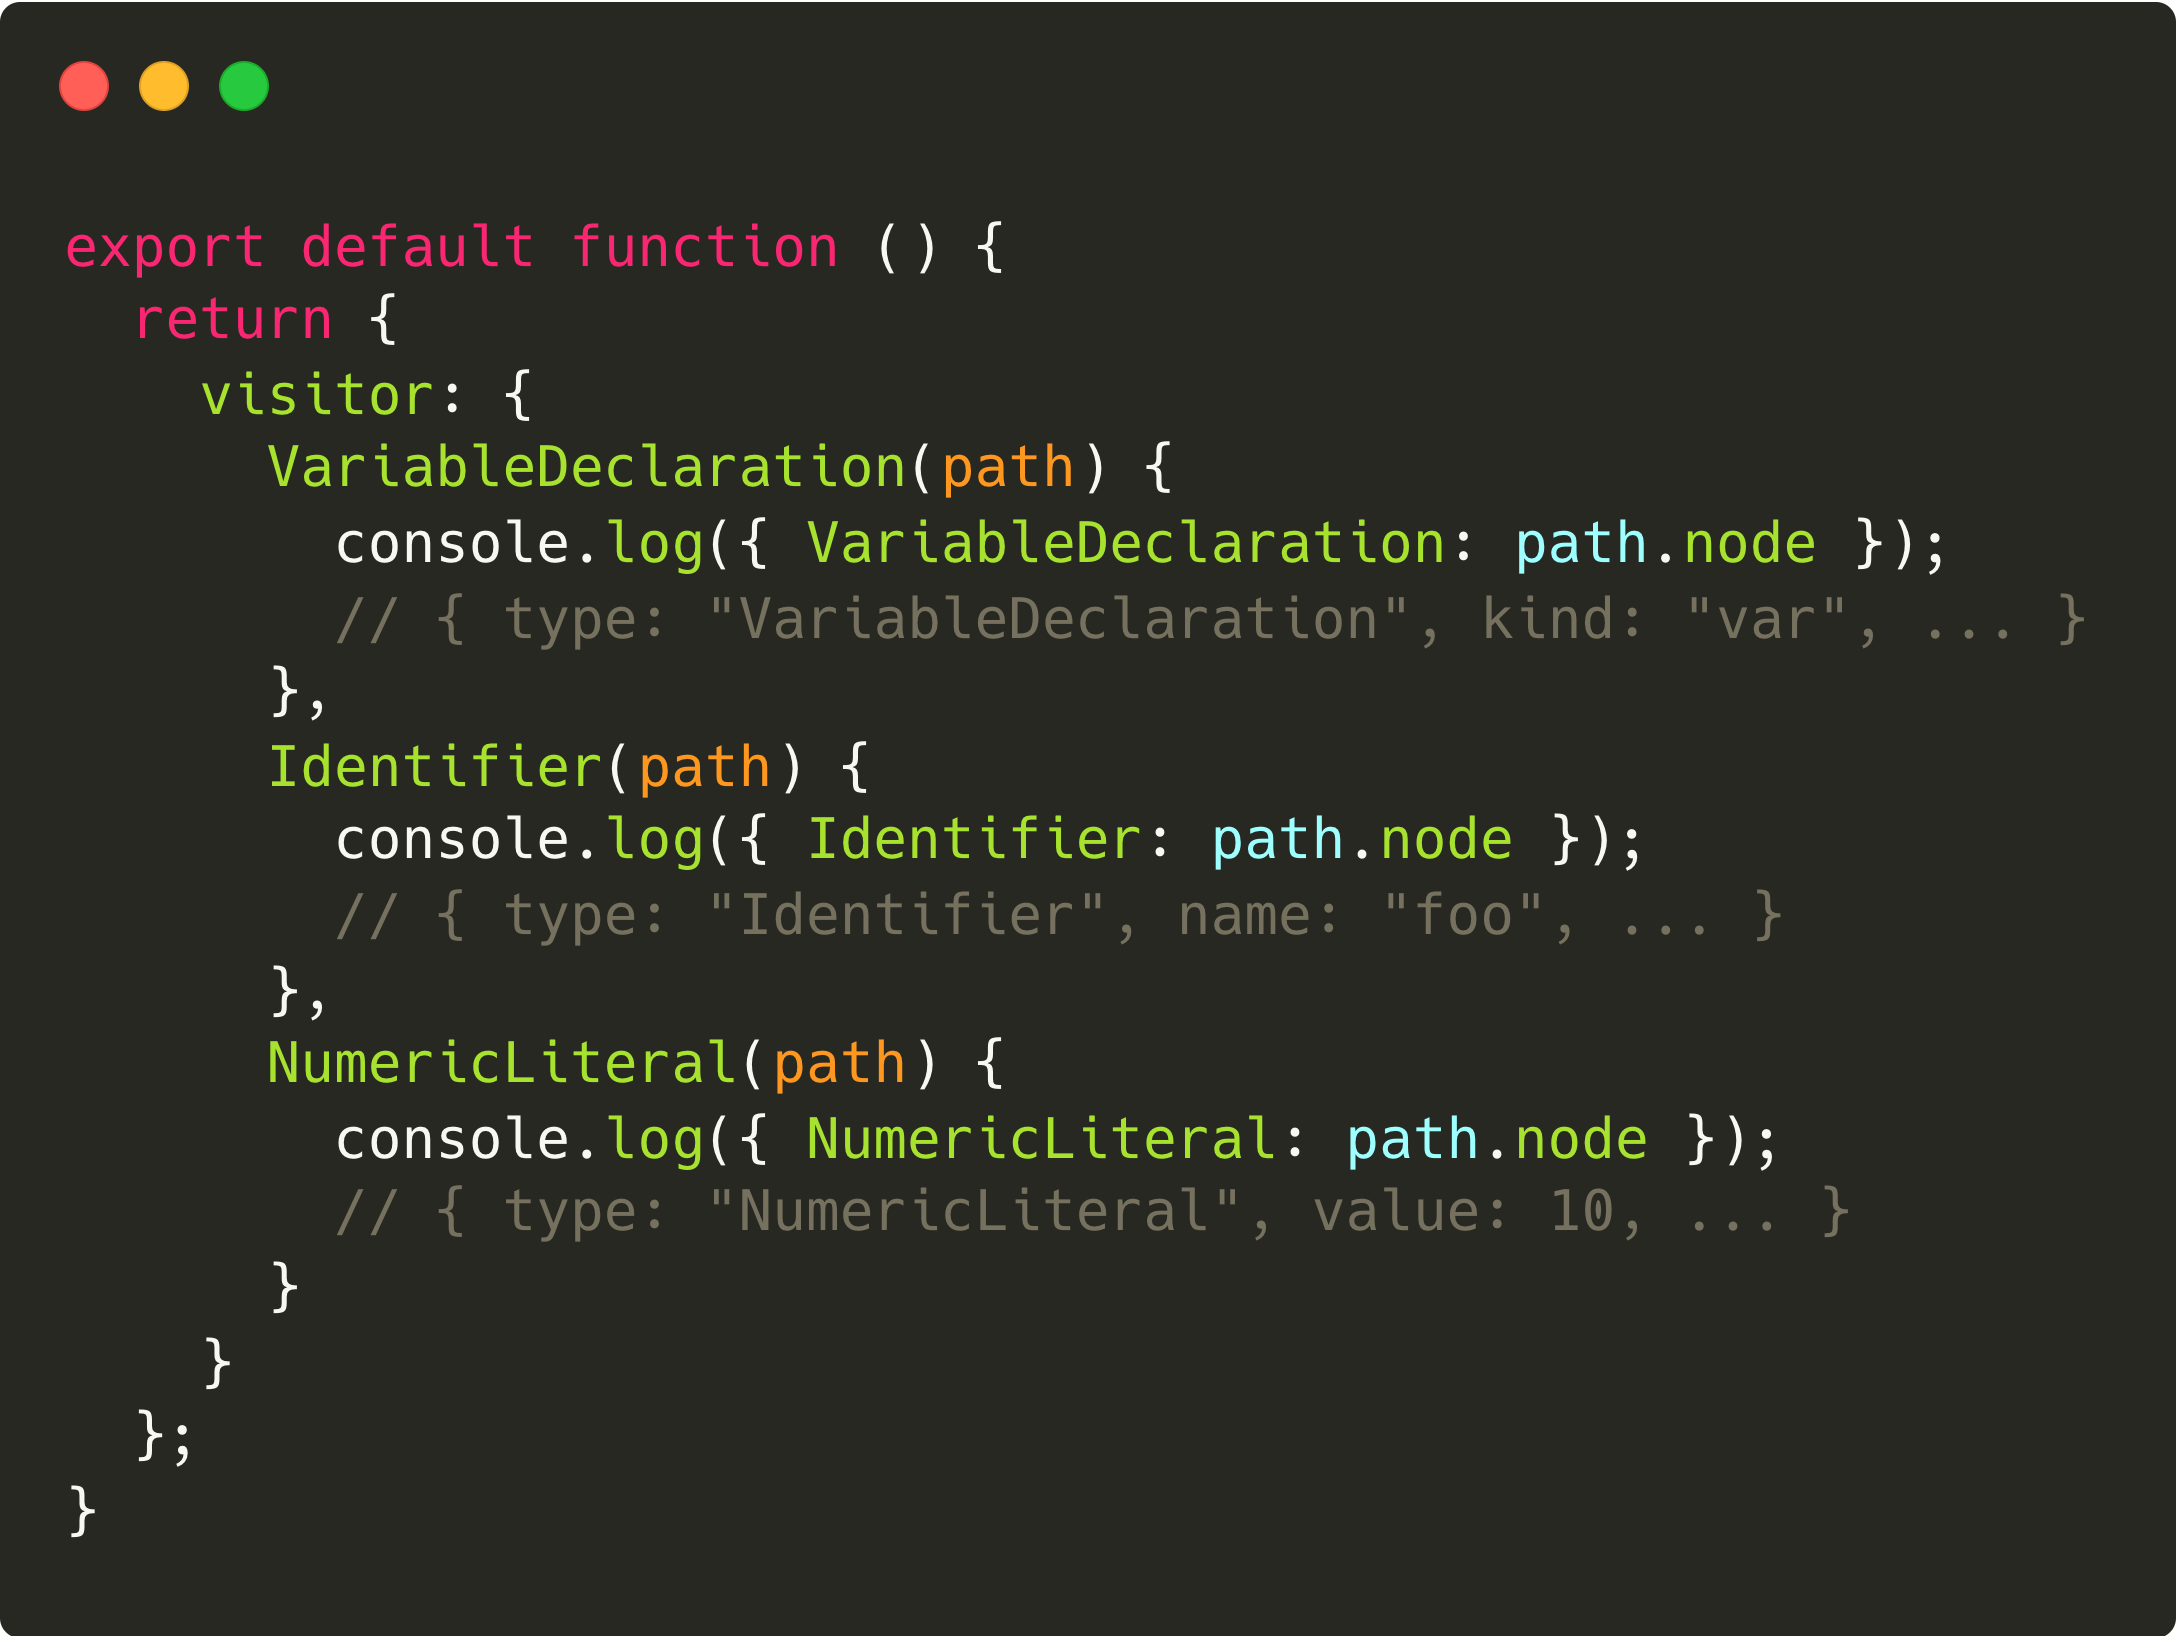 export default function () {
  return {
    visitor: {
      VariableDeclaration(path) {
        console.log({ VariableDeclaration: path.node });
        // { type: "VariableDeclaration", kind: "var", ... }
      },
      Identifier(path) {
        console.log({ Identifier: path.node });
        // { type: "Identifier", name: "foo", ... }
      },
      NumericLiteral(path) {
        console.log({ NumericLiteral: path.node });
        // { type: "NumericLiteral", value: 10, ... }
      }
    }
  };
}